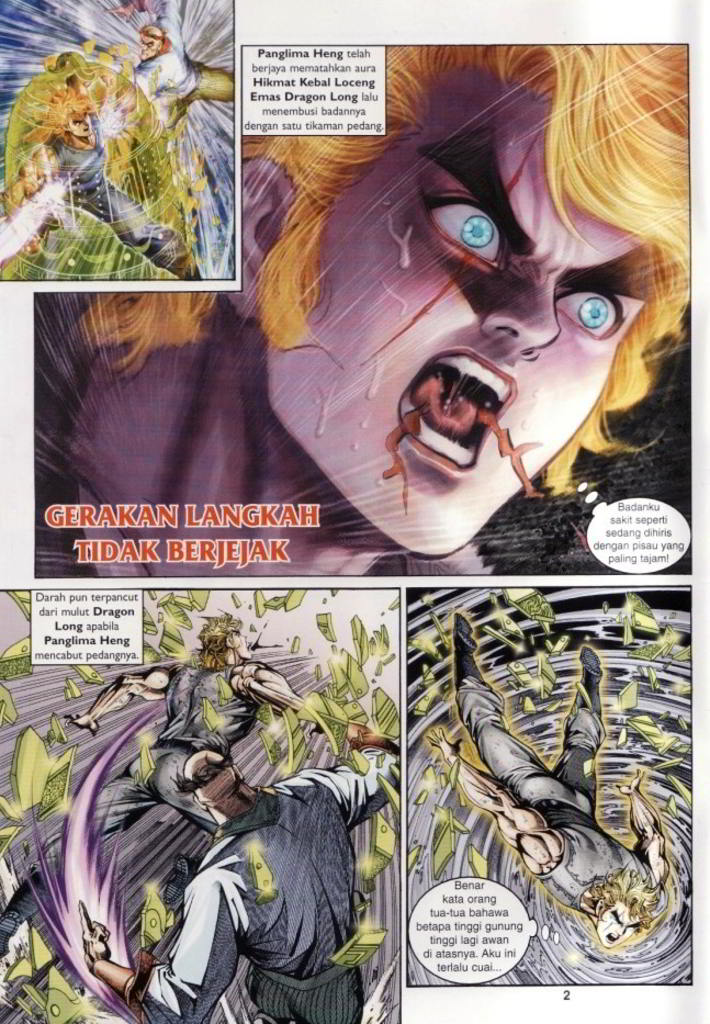 Panglima Heng telah
berjaya mematahkan aura
Hikmat Kebal Loceng
Emas Dragon Long lalu
menembusi badannya
dengan satu tikaman pedang.
GERAKAN LANGKAH
TIDAK BERJEJAK
Badanku
sakit seperti
sedang dihiris
dengan pisau yang
paling tajam!
Darah pun terpancut
dari mulut Dragon
Long apabila
Panglima Heng
mencabut pedangnya.
Benar
kata orang
tua-tua bahawa
betapa tinggi gunung
tinggi lagi awan
di atasnya. Aku ini
terlalu cuai...
2